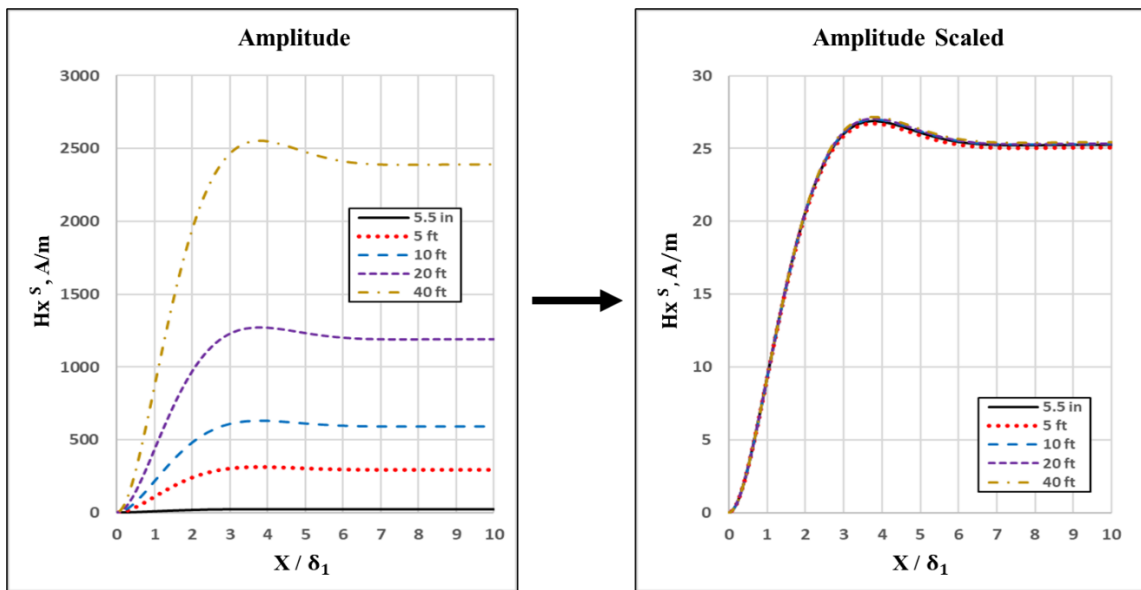 Amplitude
3000
2500
2000
1500
1000
500
0
Hx ˢ, A/m
5.5 in
5 ft
10 ft
20 ft
40 ft
0 1 2 3 4 5 6 7 8 9 10
X / δ₁
Amplitude Scaled
30
25
20
15
10
5
0
Hx ˢ, A/m
5.5 in
5 ft
10 ft
20 ft
40 ft
0 1 2 3 4 5 6 7 8 9 10
X / δ₁